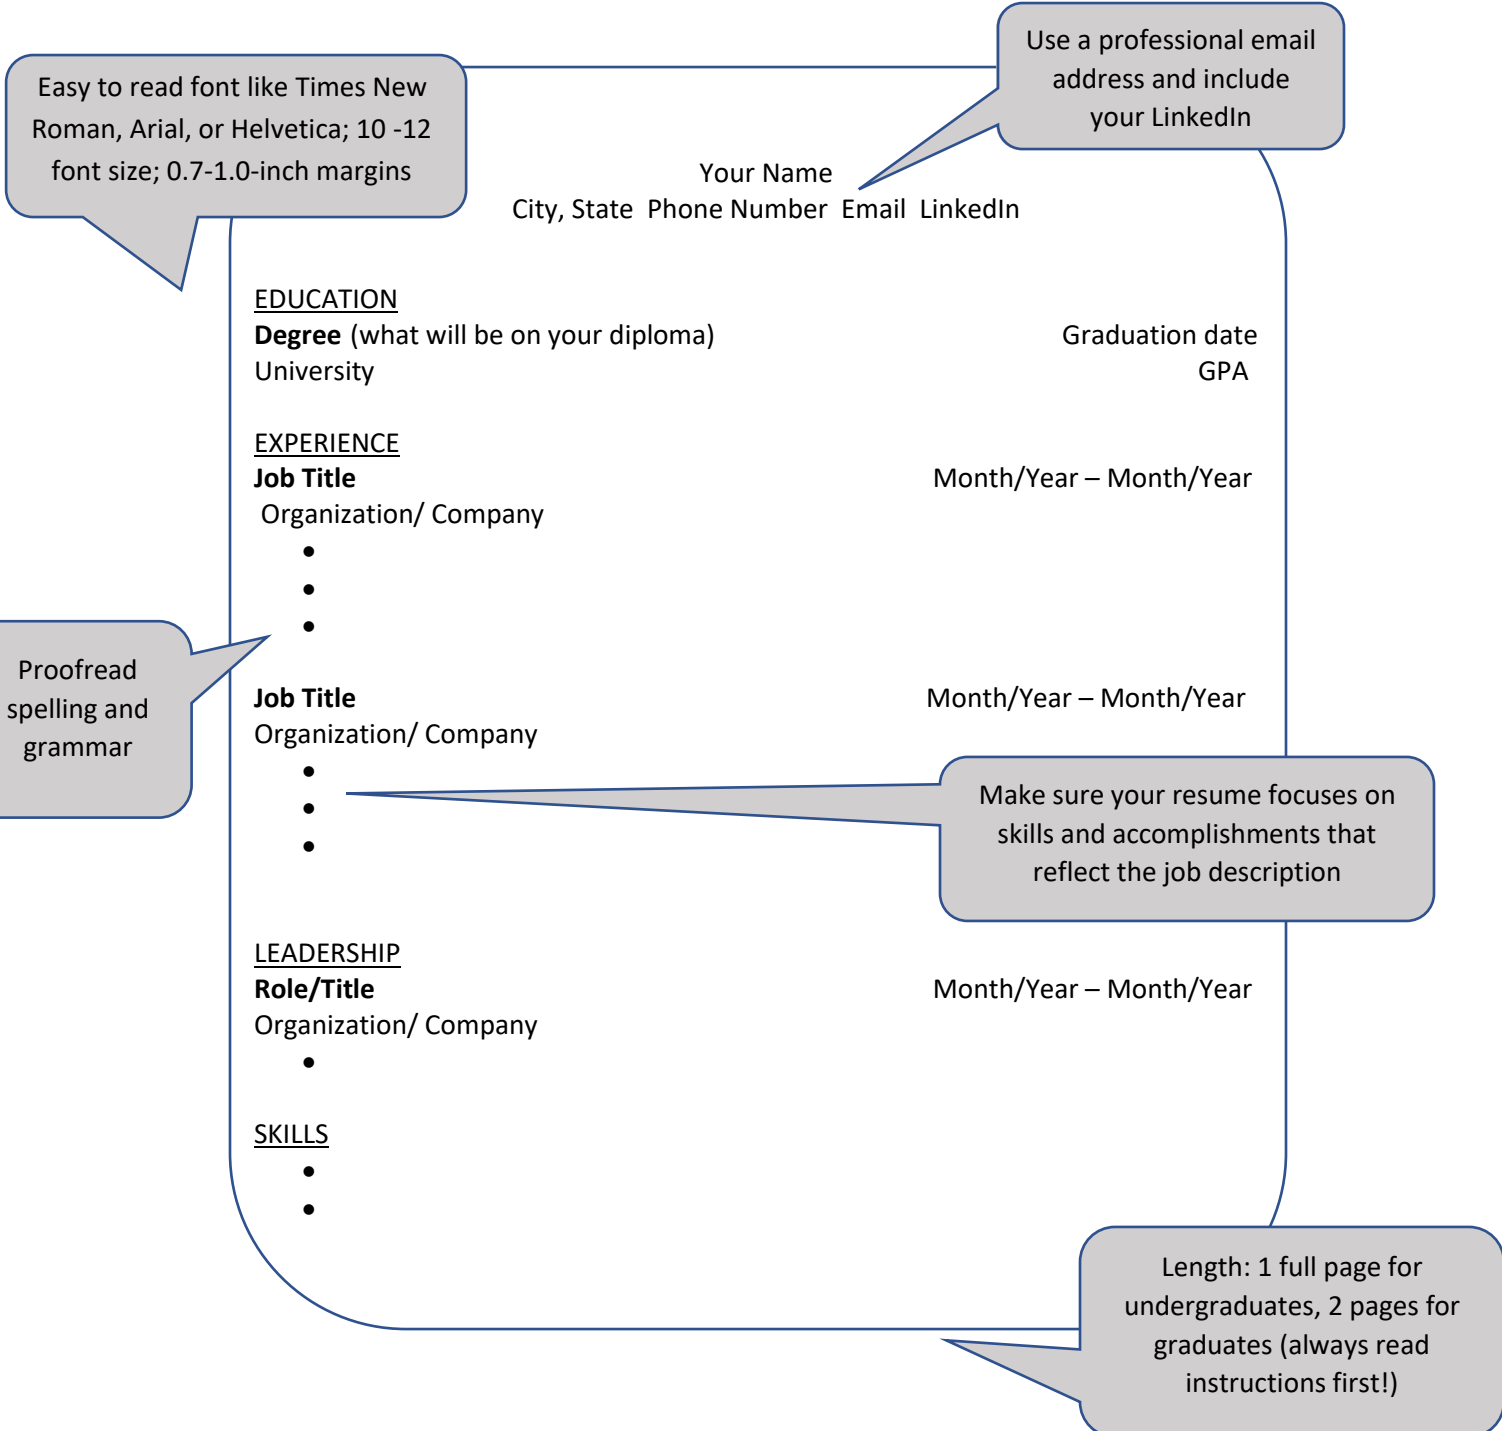 Use a professional email
address and include
your LinkedIn
Easy to read font like Times New
Roman, Arial, or Helvetica; 10 -12
font size; 0.7-1.0-inch margins
Your Name
City, State  Phone Number  Email  LinkedIn
EDUCATION
Degree (what will be on your diploma) Graduation date
University GPA
EXPERIENCE
Job Title Month/Year – Month/Year
Organization/ Company
•
•
•
Proofread
spelling and
grammar
Job Title Month/Year – Month/Year
Organization/ Company
•
•
•
Make sure your resume focuses on
skills and accomplishments that
reflect the job description
LEADERSHIP
Role/Title Month/Year – Month/Year
Organization/ Company
•
SKILLS
•
•
Length: 1 full page for
undergraduates, 2 pages for
graduates (always read
instructions first!)